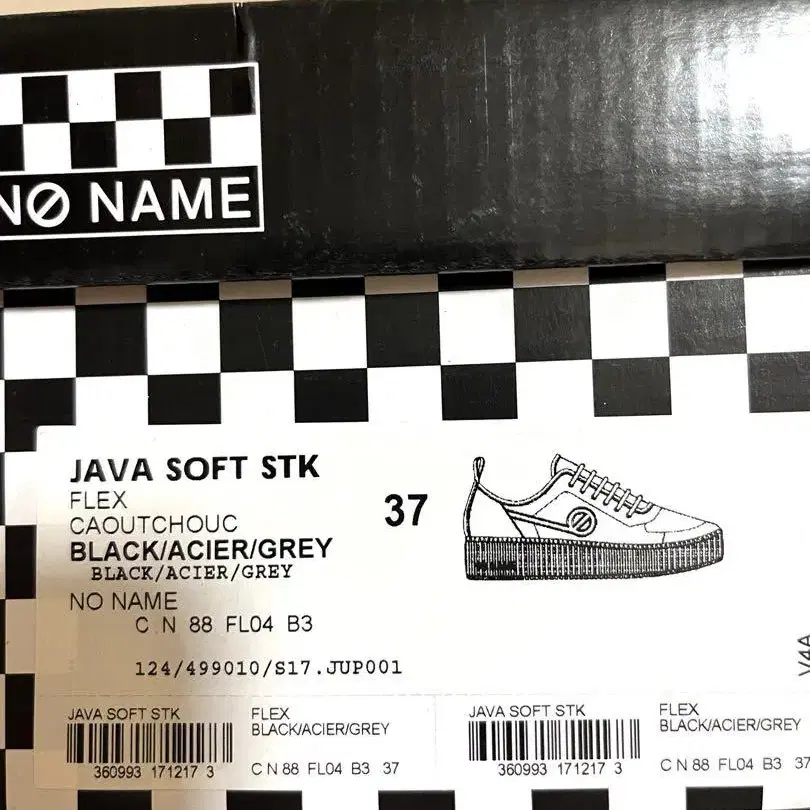 NO NAME
JAVA SOFT STK
FLEX
CAOUTCHOUC
37
BLACK/ACIER/GREY
BLACK/ACIER/GREY
NO NAME
C N 88 FL04 B3
124/499010/S17.JUP001
V4A
JAVA SOFT STK
FLEX
BLACK/ACIER/GREY
360993 171217 3
C N 88 FL04 B3 37
JAVA SOFT STK
FLEX
BLACK/ACIER/GREY
360993 171217 3
C N 88 FL04 B3 37